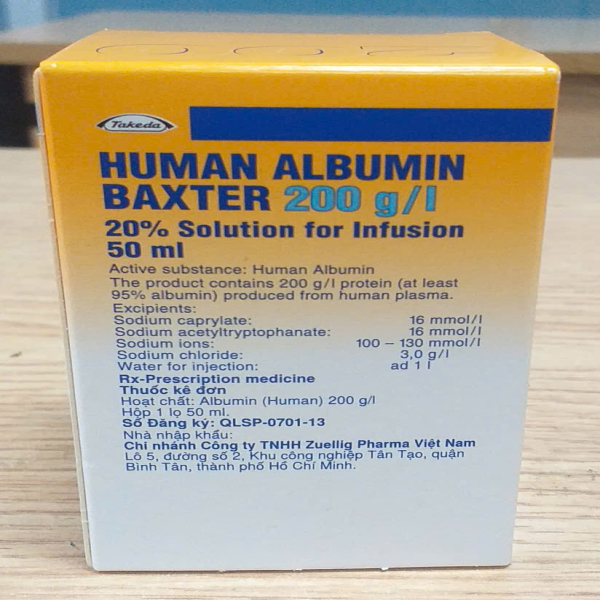 Takeda
HUMAN ALBUMIN
BAXTER 200 g/l
20% Solution for Infusion
50 ml
Active substance: Human Albumin
The product contains 200 g/l protein (at least
95% albumin) produced from human plasma.
Excipients:
Sodium caprylate: 16 mmol/l
Sodium acetyltryptophanate: 16 mmol/l
Sodium ions: 100 – 130 mmol/l
Sodium chloride: 3,0 g/l
Water for injection: ad 1 l
Rx-Prescription medicine
Thuốc kê đơn
Hoạt chất: Albumin (Human) 200 g/l
Hộp 1 lọ 50 ml.
Số Đăng ký: QLSP-0701-13
Nhà nhập khẩu:
Chi nhánh Công ty TNHH Zuellig Pharma Việt Nam
Lô 5, đường số 2, Khu công nghiệp Tân Tạo, quận
Bình Tân, thành phố Hồ Chí Minh.